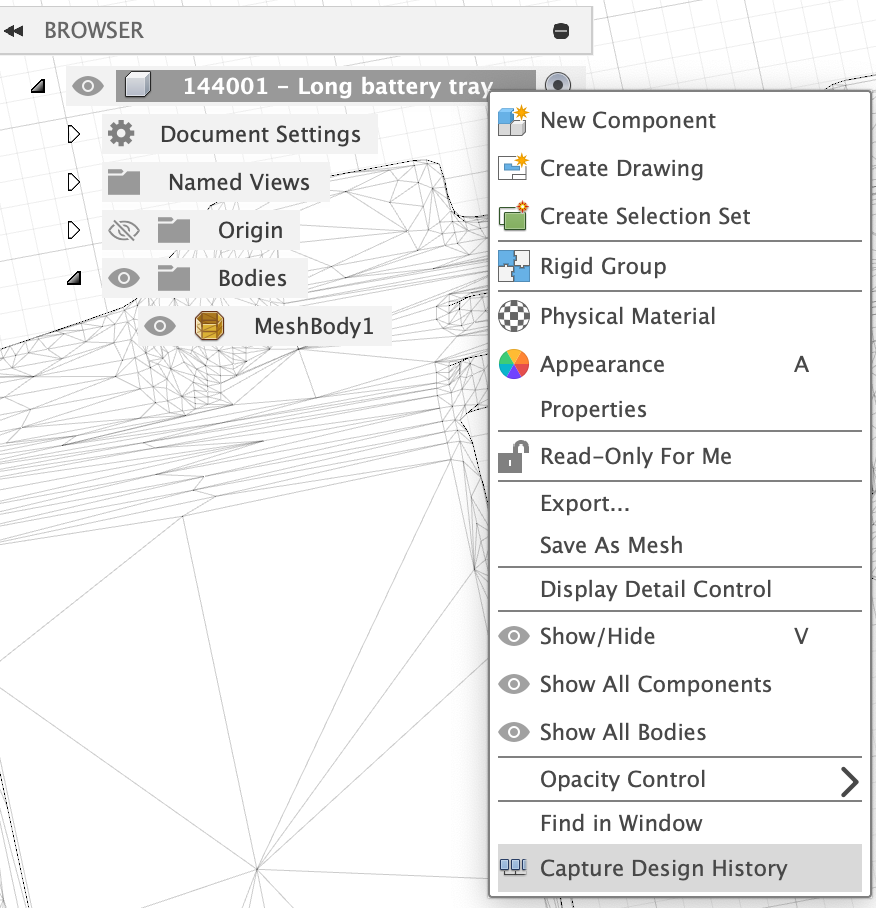 BROWSER
144001 – Long battery tray
Document Settings
Named Views
Origin
Bodies
MeshBody1
New Component
Create Drawing
Create Selection Set
Rigid Group
Physical Material
Appearance A
Properties
Read-Only For Me
Export...
Save As Mesh
Display Detail Control
Show/Hide V
Show All Components
Show All Bodies
Opacity Control
Find in Window
Capture Design History